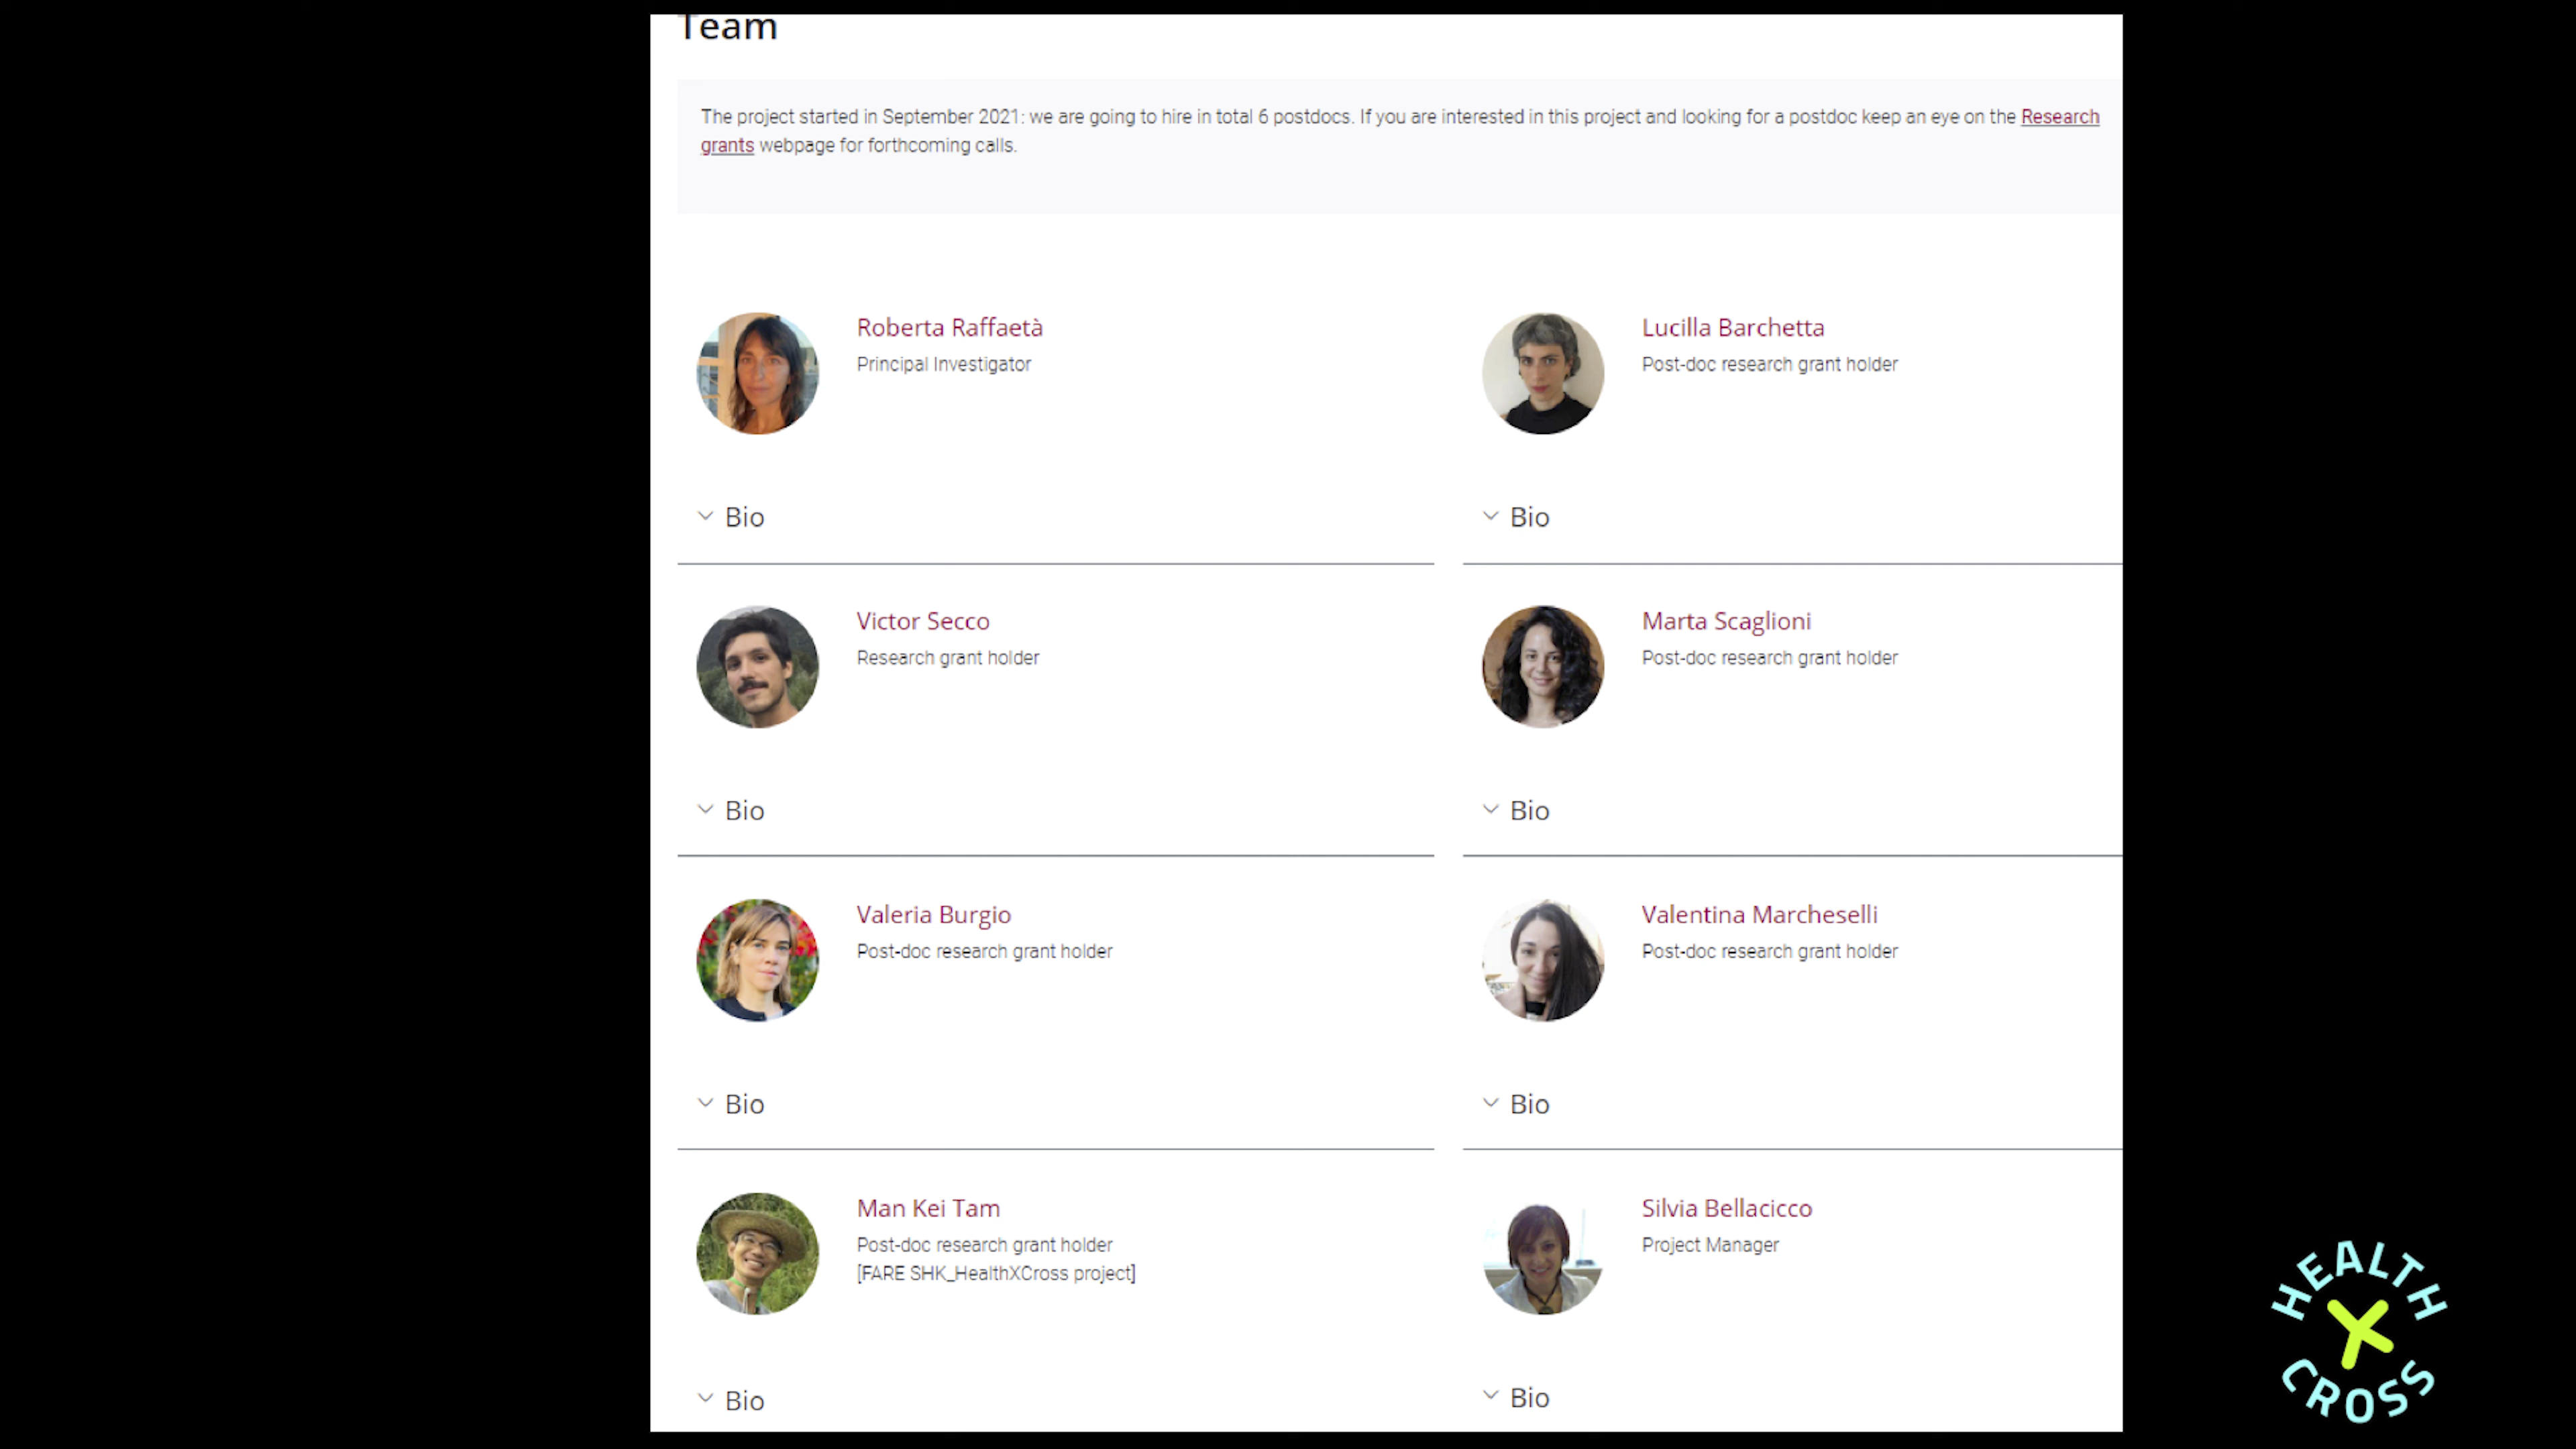 Team
The project started in September 2021: we are going to hire in total 6 postdocs. If you are interested in this project and looking for a postdoc keep an eye on the Research
grants webpage for forthcoming calls.
Roberta Raffaetà
Principal Investigator
Bio
Lucilla Barchetta
Post-doc research grant holder
Bio
Victor Secco
Research grant holder
Bio
Marta Scaglioni
Post-doc research grant holder
Bio
Valeria Burgio
Post-doc research grant holder
Bio
Valentina Marcheselli
Post-doc research grant holder
Bio
Man Kei Tam
Post-doc research grant holder
[FARE SHK_HealthXCross project]
Bio
Silvia Bellacicco
Project Manager
Bio
HEALTH
X
CROSS